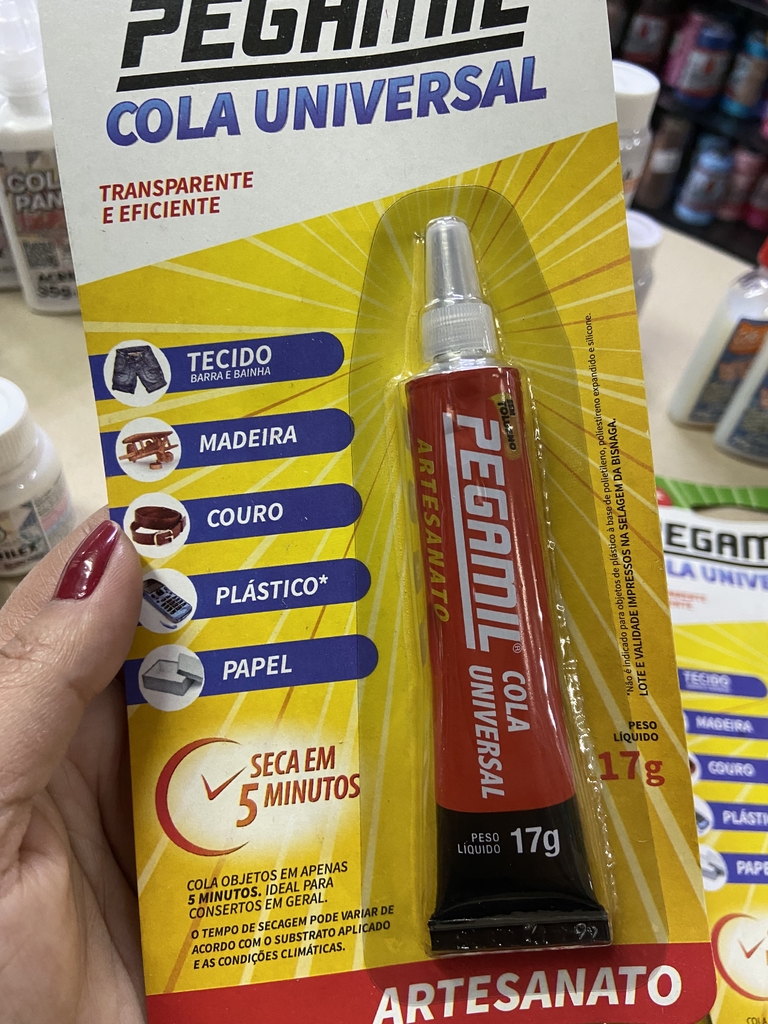 PEGAMIL
COLA UNIVERSAL
TRANSPARENTE
E EFICIENTE
TECIDO
BARRA E BAINHA
MADEIRA
COURO
PLÁSTICO*
PAPEL
SECA EM
5 MINUTOS
COLA OBJETOS EM APENAS
5 MINUTOS. IDEAL PARA
CONSERTOS EM GERAL.
O TEMPO DE SECAGEM PODE VARIAR DE
ACORDO COM O SUBSTRATO APLICADO
E AS CONDIÇÕES CLIMÁTICAS.
PEGAMIL®
COLA
UNIVERSAL
ARTESANATO
PESO
LÍQUIDO 17g
*Não é indicado para objetos de plástico à base de polietileno, poliestireno expandido e silicone.
LOTE E VALIDADE IMPRESSOS NA SELAGEM DA BISNAGA.
PESO
LÍQUIDO
17g
ARTESANATO
EGAM
LA UNIVE
TECIDO
MADEIRA
COURO
PLÁSTI
PAPE
COL
PAN